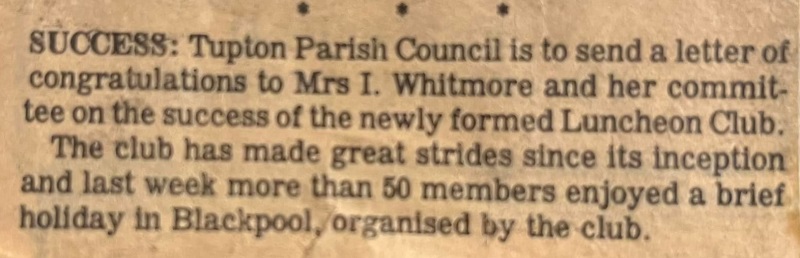 * * *
SUCCESS: Tupton Parish Council is to send a letter of
congratulations to Mrs I. Whitmore and her commit-
tee on the success of the newly formed Luncheon Club.
The club has made great strides since its inception
and last week more than 50 members enjoyed a brief
holiday in Blackpool, organised by the club.